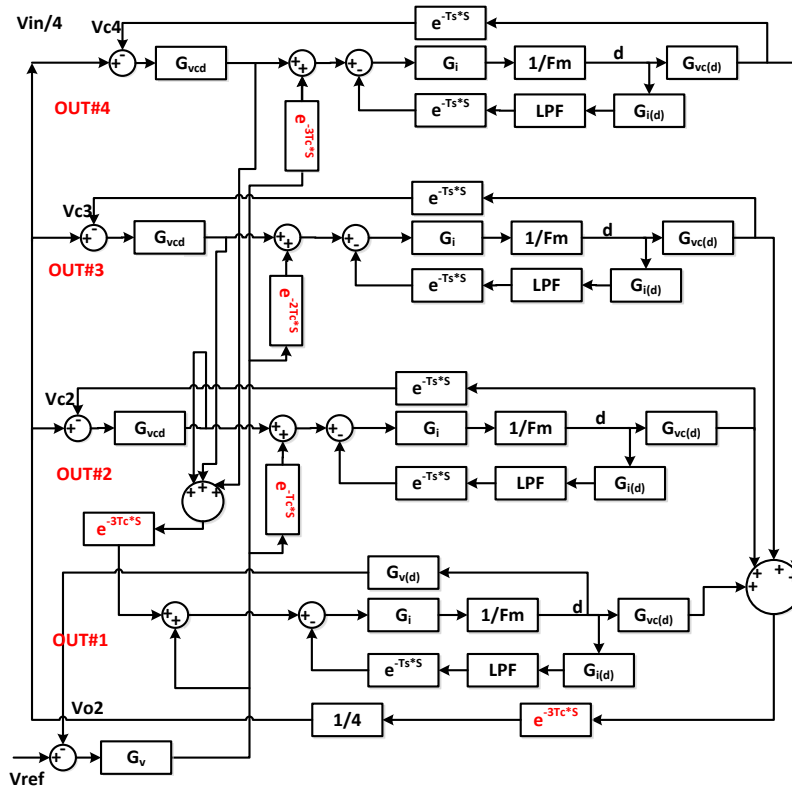 Vin/4
Vc4
e-Ts*S
Gvcd
+
+
+
-
Gi
1/Fm
d
Gvc(d)
OUT#4
e-3Tc*S
e-Ts*S
LPF
Gi(d)
Vc3
e-Ts*S
Gvcd
+
+
+
-
Gi
1/Fm
d
Gvc(d)
OUT#3
e-2Tc*S
e-Ts*S
LPF
Gi(d)
Vc2
e-Ts*S
Gvcd
+
+
+
-
Gi
1/Fm
d
Gvc(d)
OUT#2
+
+
+
e-Tc*S
e-Ts*S
LPF
Gi(d)
e-3Tc*S
Gv(d)
+
+
+
-
Gi
1/Fm
d
Gvc(d)
+
+
+
+
OUT#1
e-Ts*S
LPF
Gi(d)
Vo2
1/4
e-3Tc*S
+
-
Gv
Vref